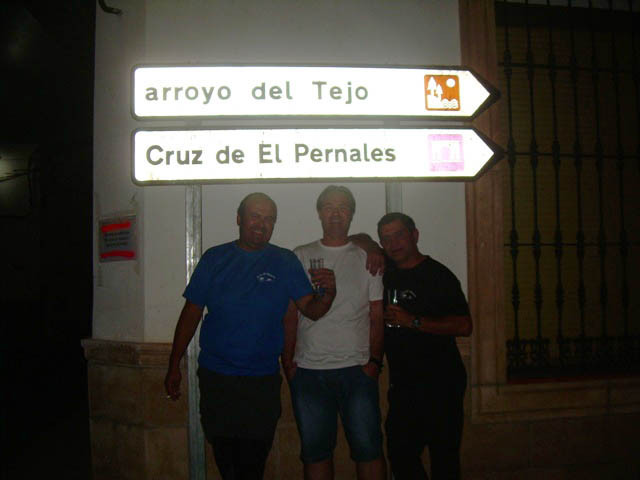 arroyo del Tejo
Cruz de El Pernales